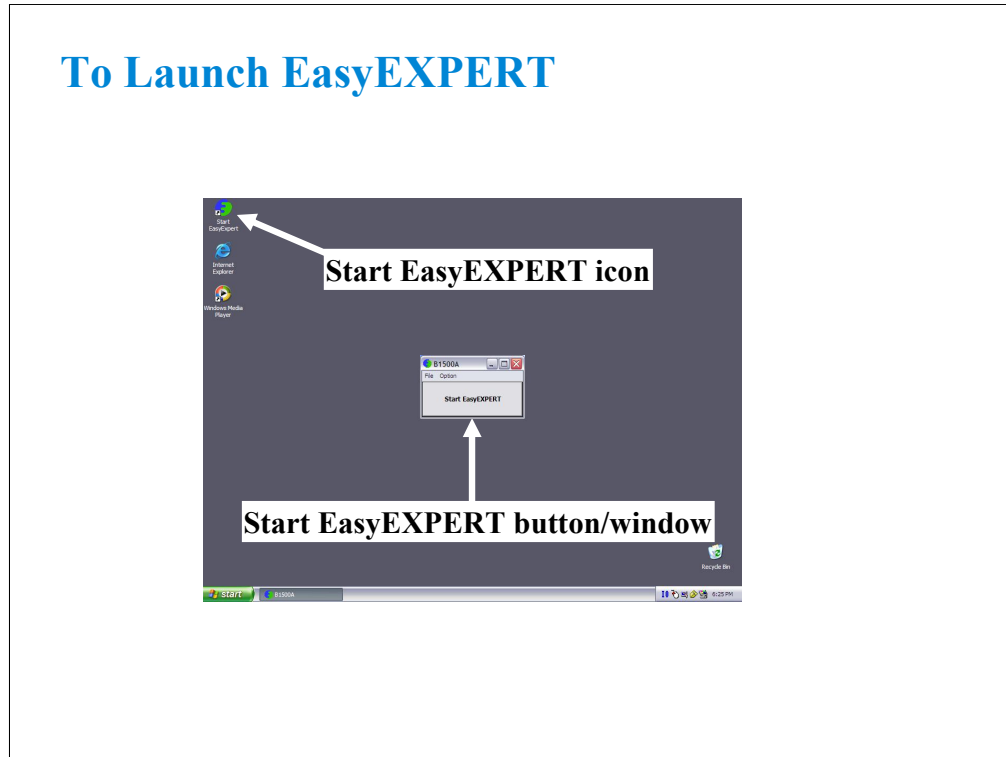 To Launch EasyEXPERT
Start
EasyExpert
Start EasyEXPERT icon
Internet
Explorer
Windows Media
Player
B1500A
File Option
Start EasyEXPERT
Start EasyEXPERT button/window
Recycle Bin
start
B1500A
6:25 PM